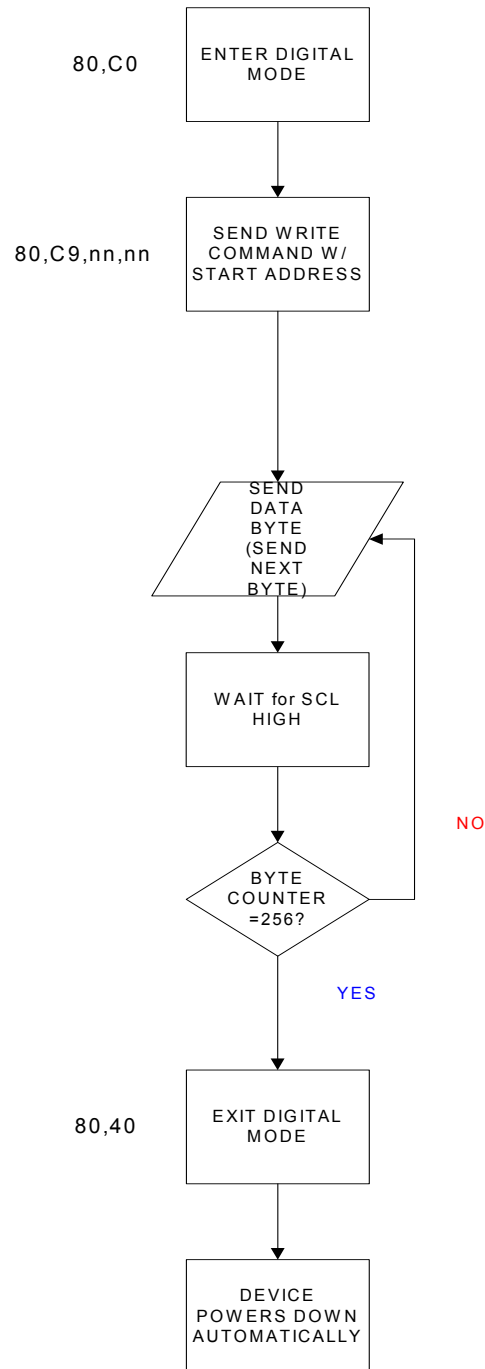 80,C0
ENTER DIGITAL
MODE
80,C9,nn,nn
SEND WRITE
COMMAND W/
START ADDRESS
SEND
DATA
BYTE
(SEND
NEXT
BYTE)
WAIT for SCL
HIGH
NO
BYTE
COUNTER
=256?
YES
80,40
EXIT DIGITAL
MODE
DEVICE
POWERS DOWN
AUTOMATICALLY